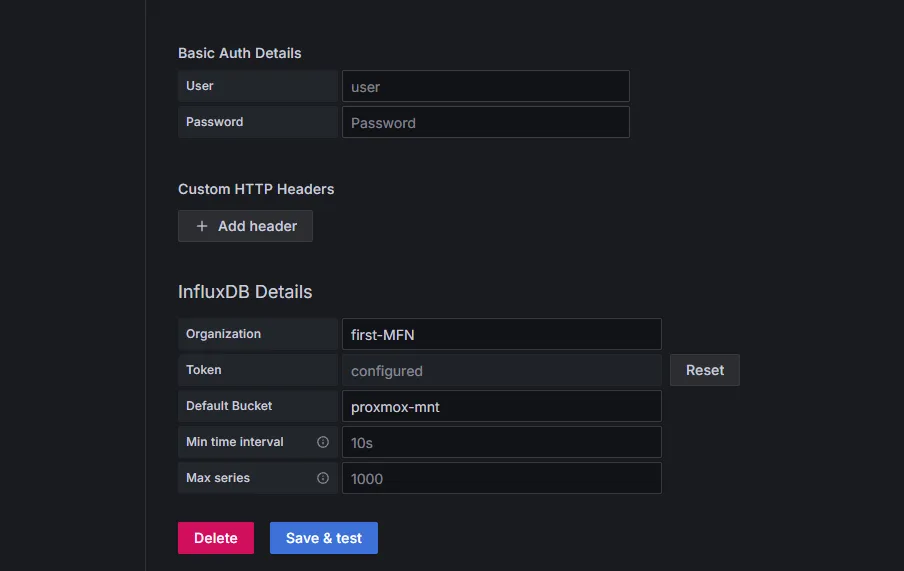 Basic Auth Details
User user
Password Password
Custom HTTP Headers
+ Add header
InfluxDB Details
Organization first-MFN
Token configured Reset
Default Bucket proxmox-mnt
Min time interval 10s
Max series 1000
Delete Save & test